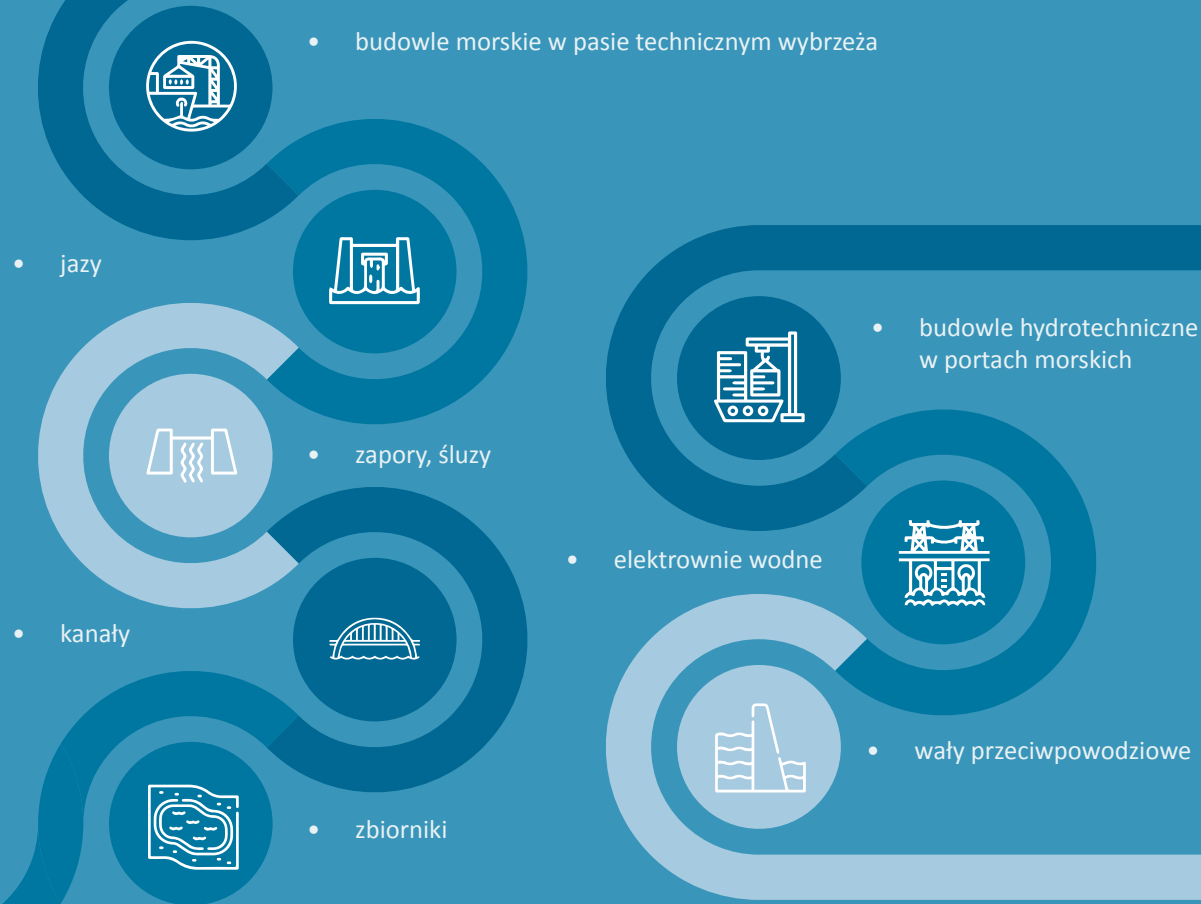 • budowle morskie w pasie technicznym wybrzeża
• jazy
• zapory, śluzy
• kanały
• zbiorniki
• budowle hydrotechniczne
w portach morskich
• elektrownie wodne
• wały przeciwpowodziowe